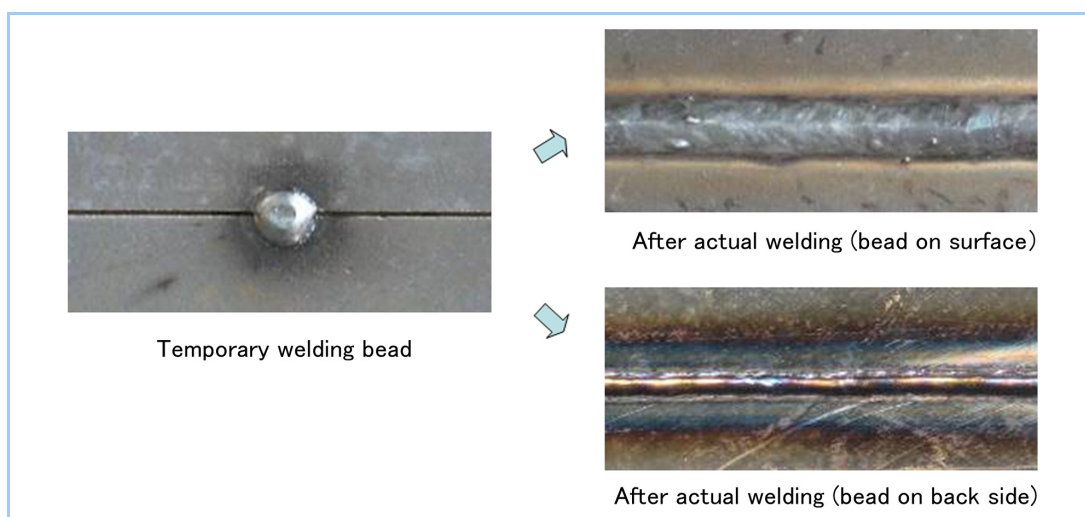 Temporary welding bead
After actual welding (bead on surface)
After actual welding (bead on back side)